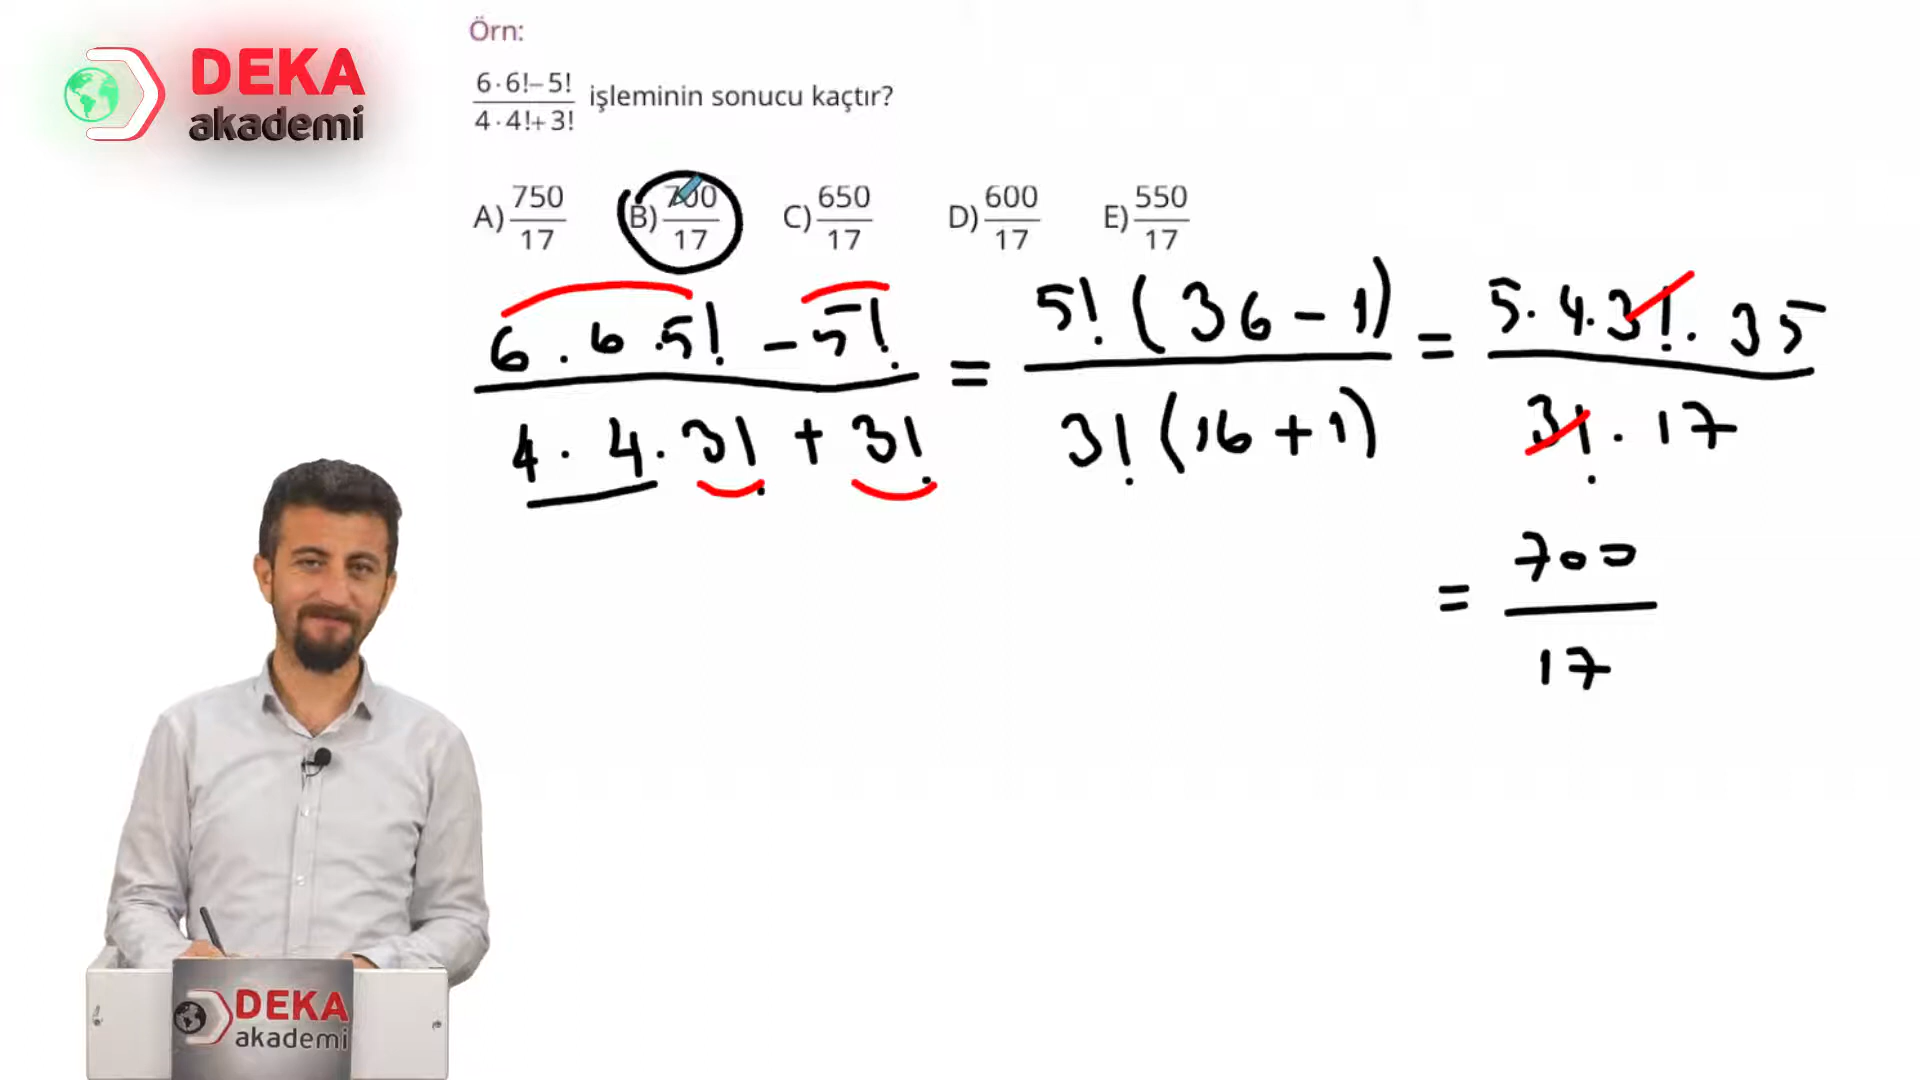 DEKA
akademi
Örn:
6·6!−5! / 4·4!+3! işleminin sonucu kaçtır?
A) 750/17 B) 700/17 C) 650/17 D) 600/17 E) 550/17
6 . 6 . 5! − 5! / 4 . 4 . 3! + 3! = 5! (36 − 1) / 3! (16 + 1) = 5 . 4 . 3! . 35 / 3! . 17
= 700 / 17
DEKA
akademi